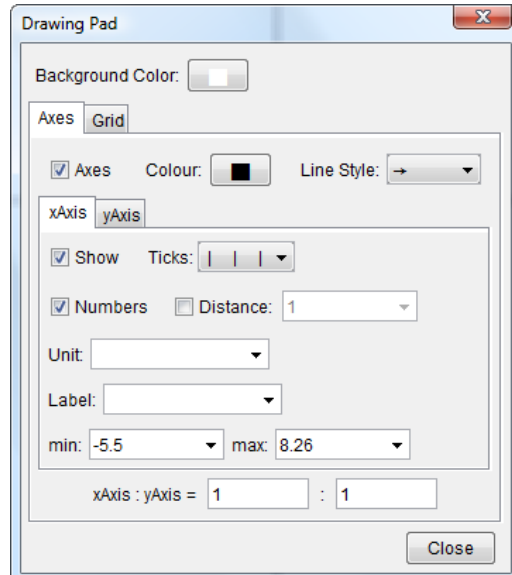 Drawing Pad
Background Color:
Axes Grid
Axes Colour: Line Style: →
xAxis yAxis
Show Ticks: | | |
Numbers Distance: 1
Unit:
Label:
min: -5.5 max: 8.26
xAxis : yAxis = 1 : 1
Close